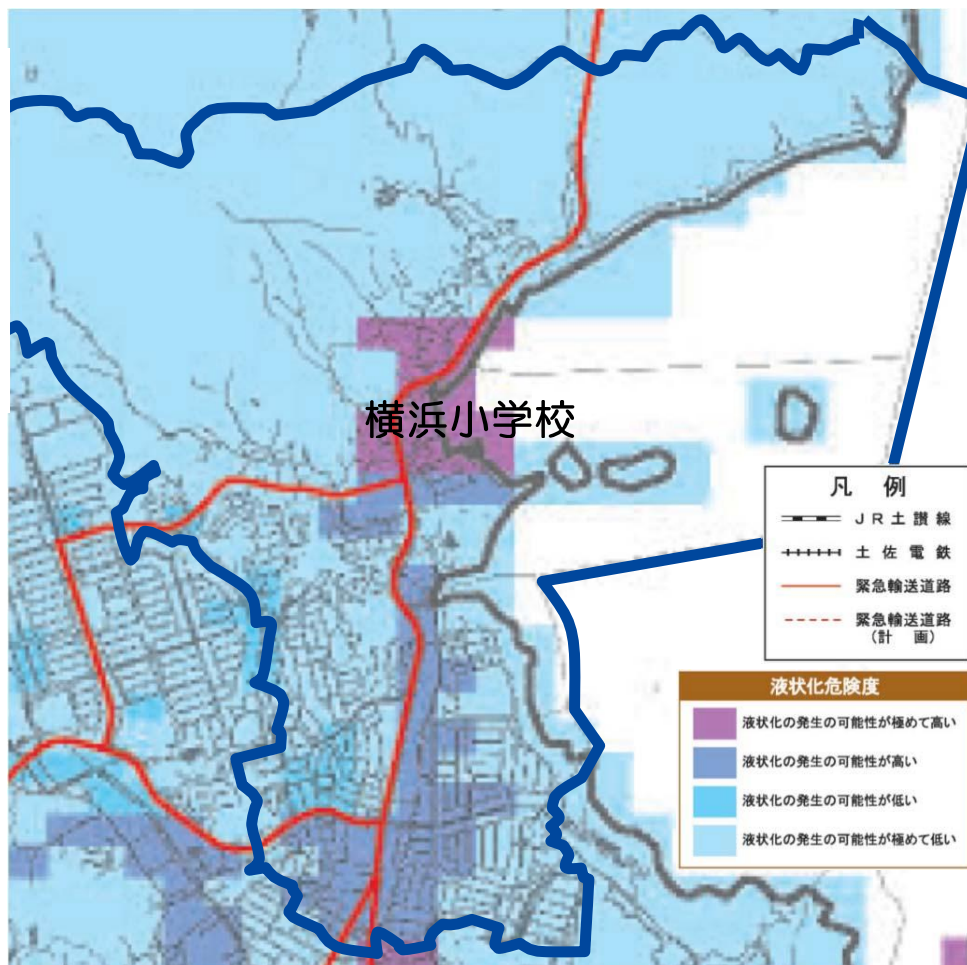 横浜小学校
凡 例
JR土讃線
土佐電鉄
緊急輸送道路
緊急輸送道路
(計 画)
液状化危険度
液状化の発生の可能性が極めて高い
液状化の発生の可能性が高い
液状化の発生の可能性が低い
液状化の発生の可能性が極めて低い